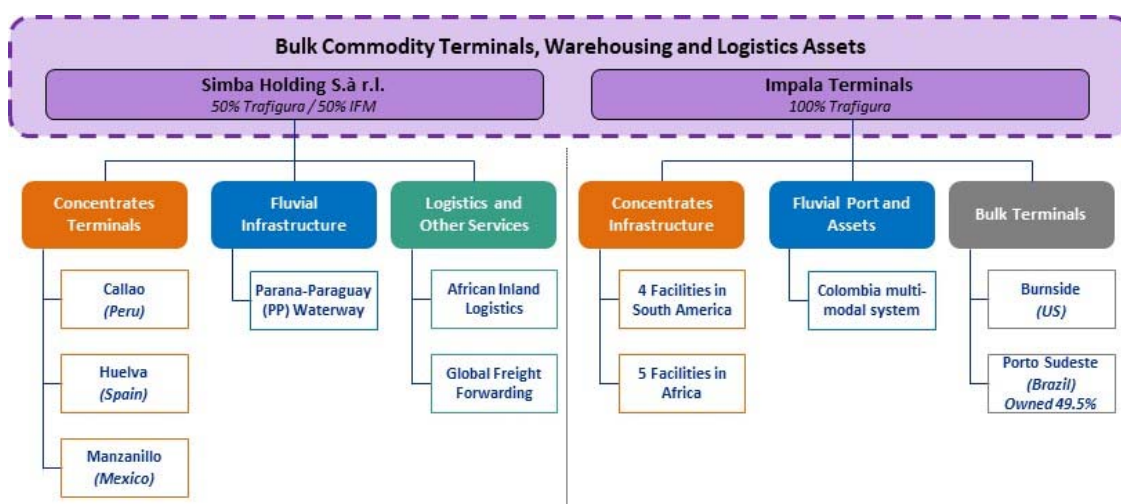 Bulk Commodity Terminals, Warehousing and Logistics Assets
Simba Holding S.à r.l.
50% Trafigura / 50% IFM
Impala Terminals
100% Trafigura
Concentrates
Terminals
Fluvial
Infrastructure
Logistics and
Other Services
Concentrates
Infrastructure
Fluvial Port and
Assets
Bulk Terminals
Callao
(Peru)
Parana-Paraguay
(PP) Waterway
African Inland
Logistics
4 Facilities in
South America
Colombia multi-
modal system
Burnside
(US)
Huelva
(Spain)
Global Freight
Forwarding
5 Facilities in
Africa
Porto Sudeste
(Brazil)
Owned 49.5%
Manzanillo
(Mexico)